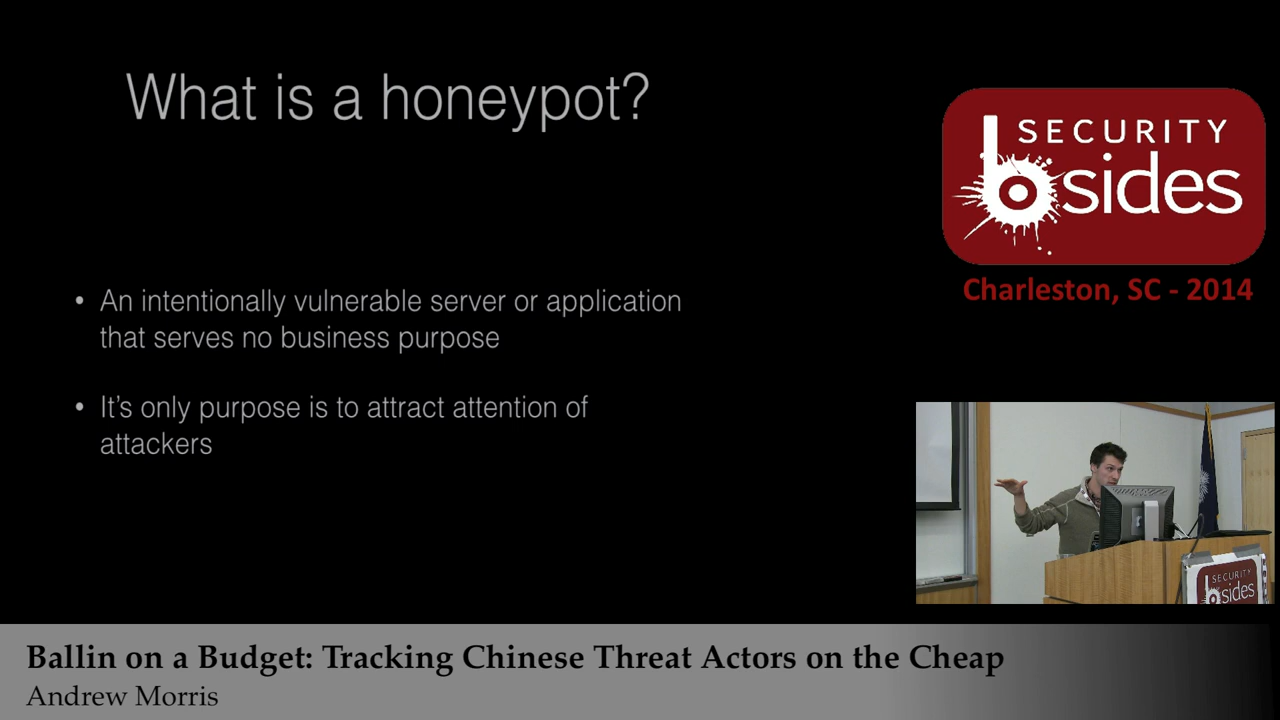 What is a honeypot?
• An intentionally vulnerable server or application
that serves no business purpose
• It's only purpose is to attract attention of
attackers
SECURITY
bsides
Charleston, SC - 2014
SECURITY
bsides
Ballin on a Budget: Tracking Chinese Threat Actors on the Cheap
Andrew Morris